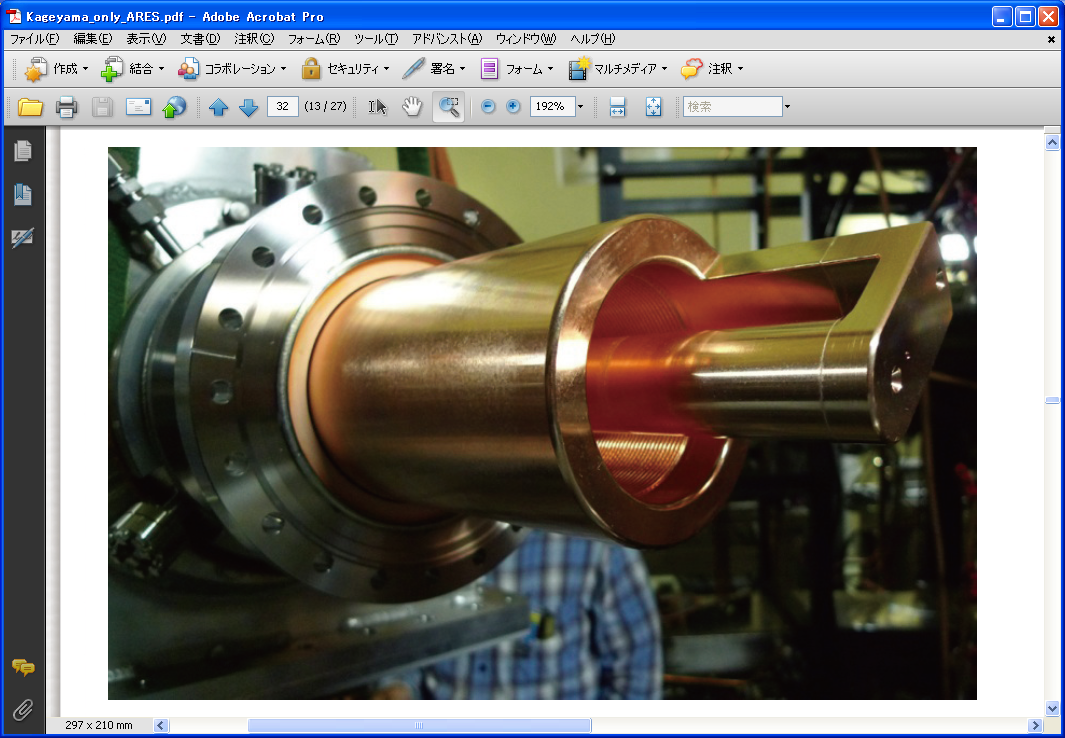 Kageyama_only_ARES.pdf - Adobe Acrobat Pro
ファイル(F) 編集(E) 表示(V) 文書(D) 注釈(C) フォーム(R) ツール(T) アドバンスト(A) ウィンドウ(W) ヘルプ(H)
作成 結合 コラボレーション セキュリティ 署名 フォーム マルチメディア 注釈
32 (13 / 27) 192% 検索
297 x 210 mm